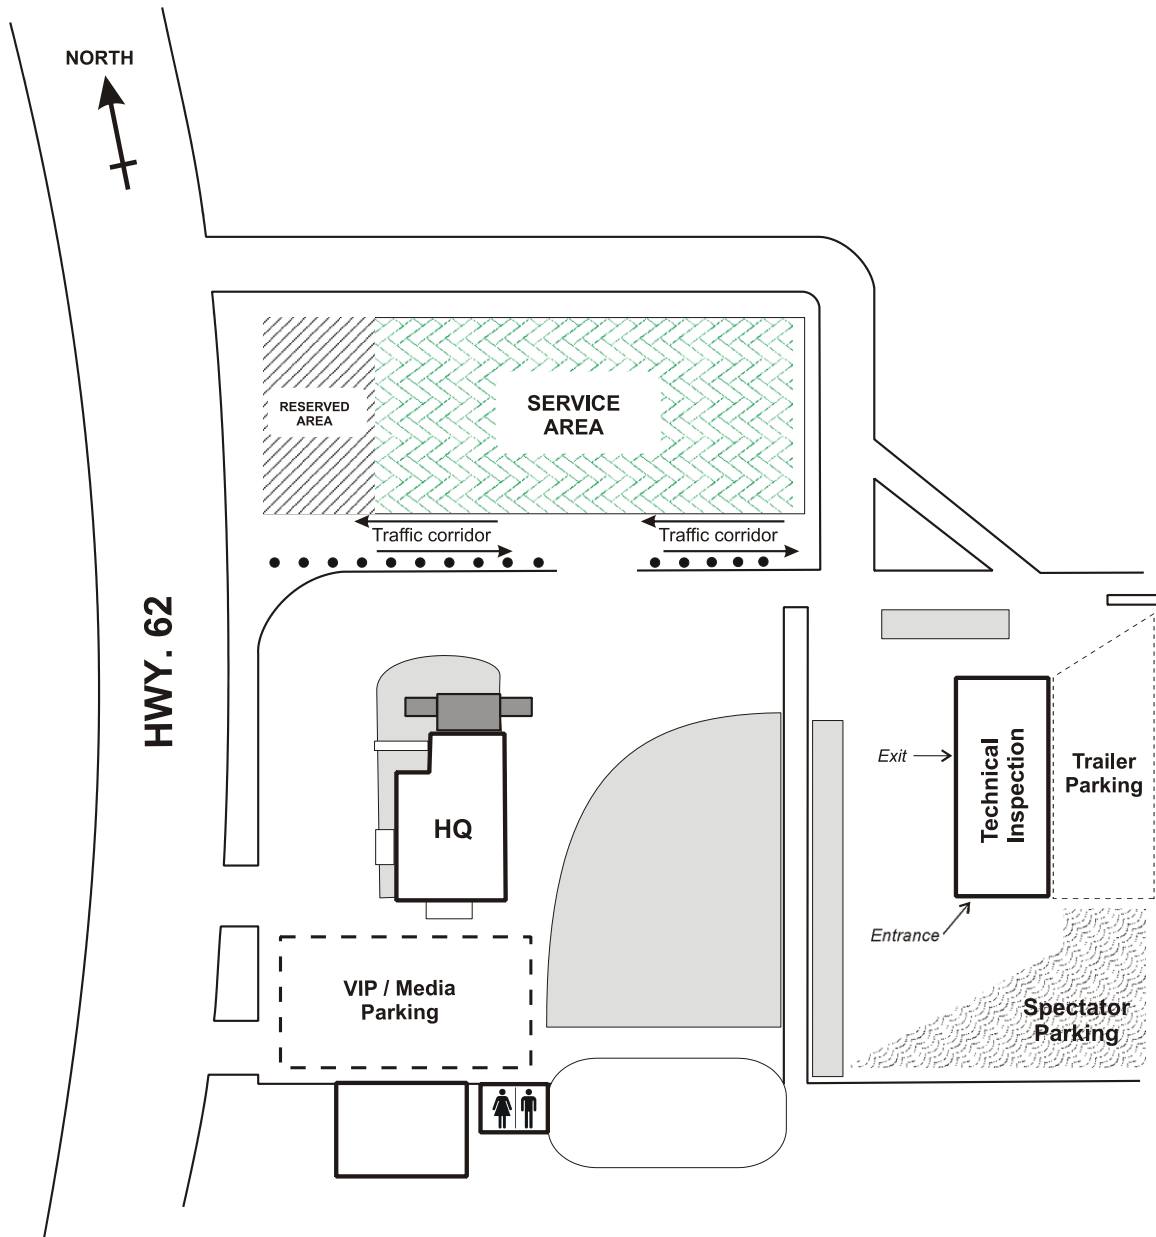 NORTH
RESERVED
AREA
SERVICE
AREA
Traffic corridor
Traffic corridor
HWY. 62
HQ
Exit
Technical
Inspection
Trailer
Parking
Entrance
VIP / Media
Parking
Spectator
Parking